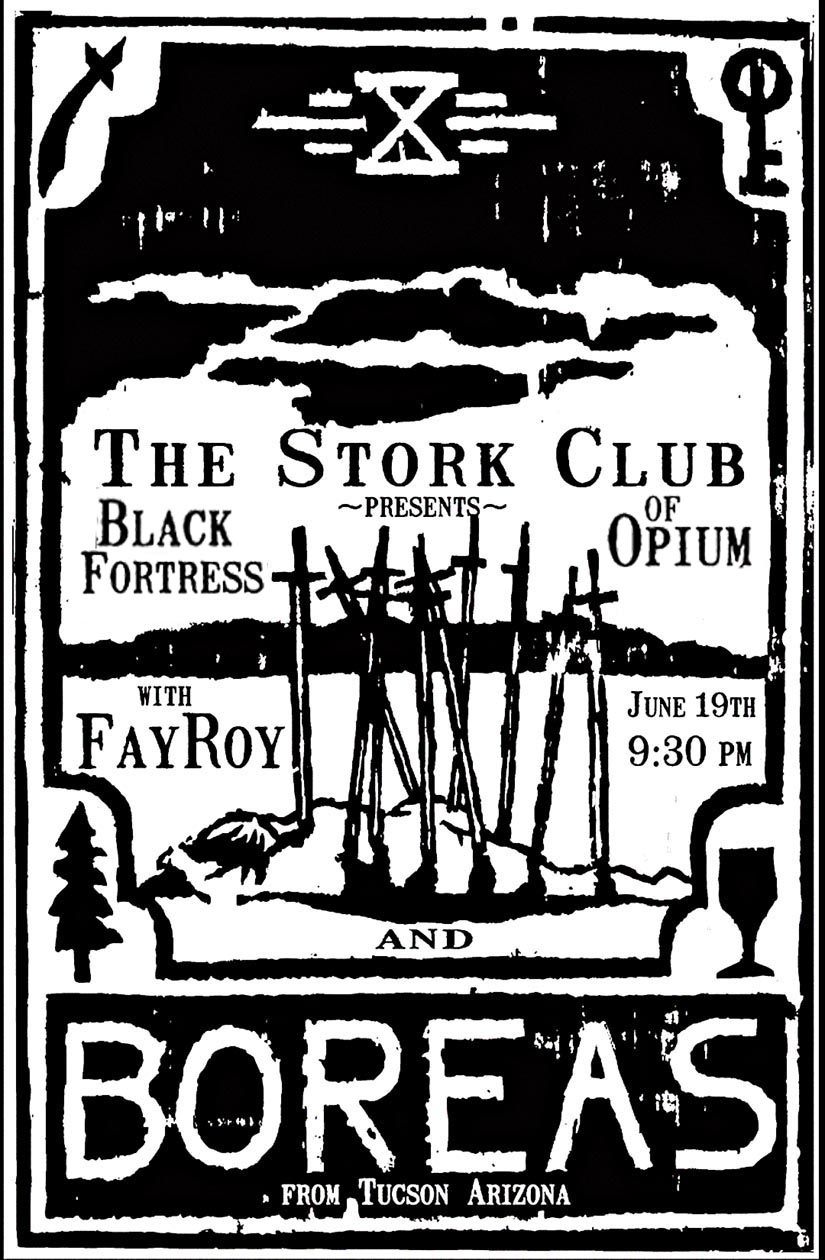 X
THE STORK CLUB
~PRESENTS~
BLACK FORTRESS
OF OPIUM
WITH
FAYROY
JUNE 19TH
9:30 PM
AND
BOREAS
FROM TUCSON ARIZONA